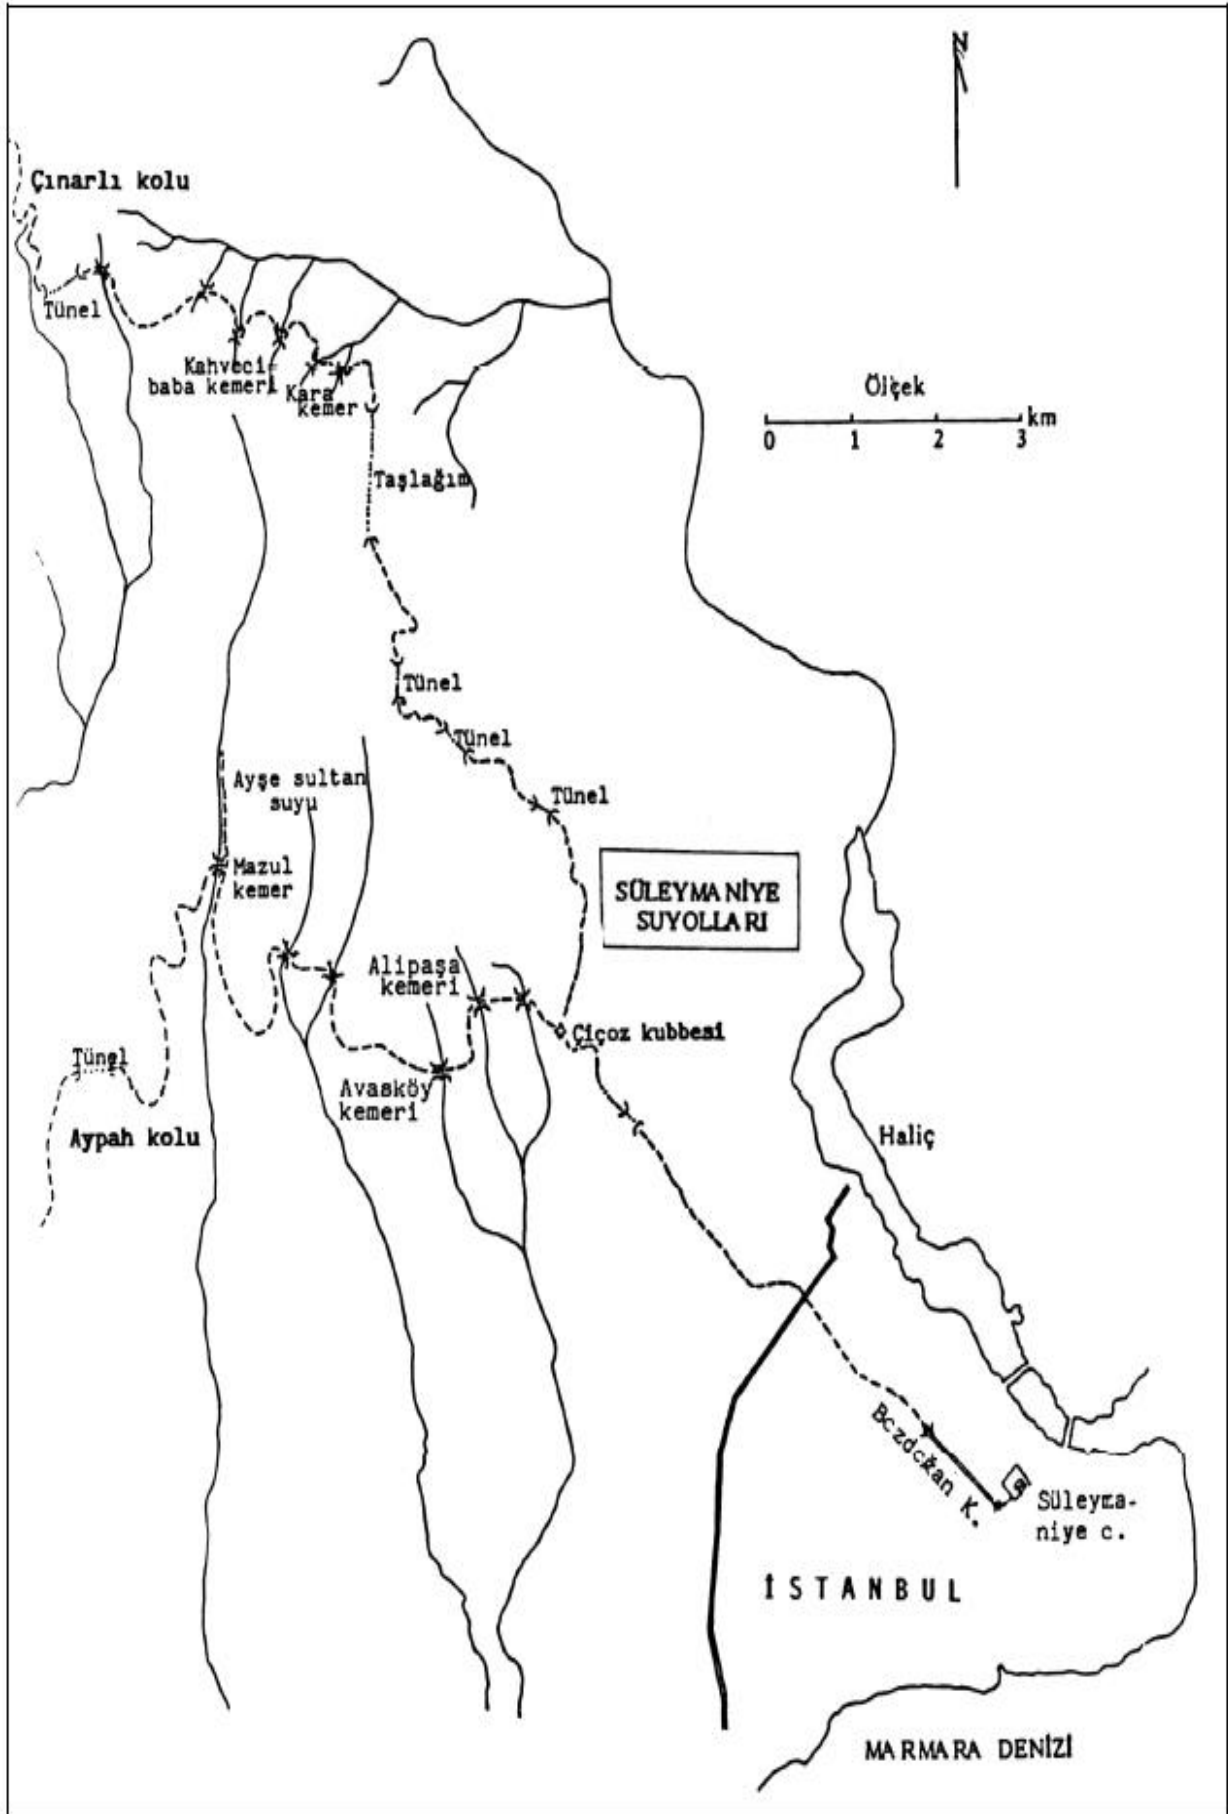 N
Çınarlı kolu
Tünel
Kahveci-
baba kemeri
Kara
kemer
Ölçek
km
0 1 2 3
Taşlağım
Tünel
Tünel
Tünel
Ayşe sultan
suyu
Mazul
kemer
SÜLEYMANİYE
SUYOLLARI
Alipaşa
kemeri
Çiçoz kubbesi
Tünel
Avasköy
kemeri
Aypah kolu
Haliç
Bozdoğan K.
Süleyma-
niye c.
İSTANBUL
MARMARA DENİZİ